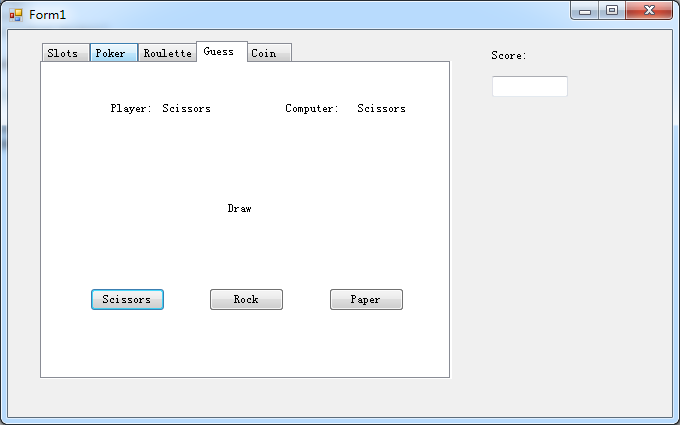 Form1
Slots Poker Roulette Guess Coin
Score:
Player: Scissors Computer: Scissors
Draw
Scissors Rock Paper